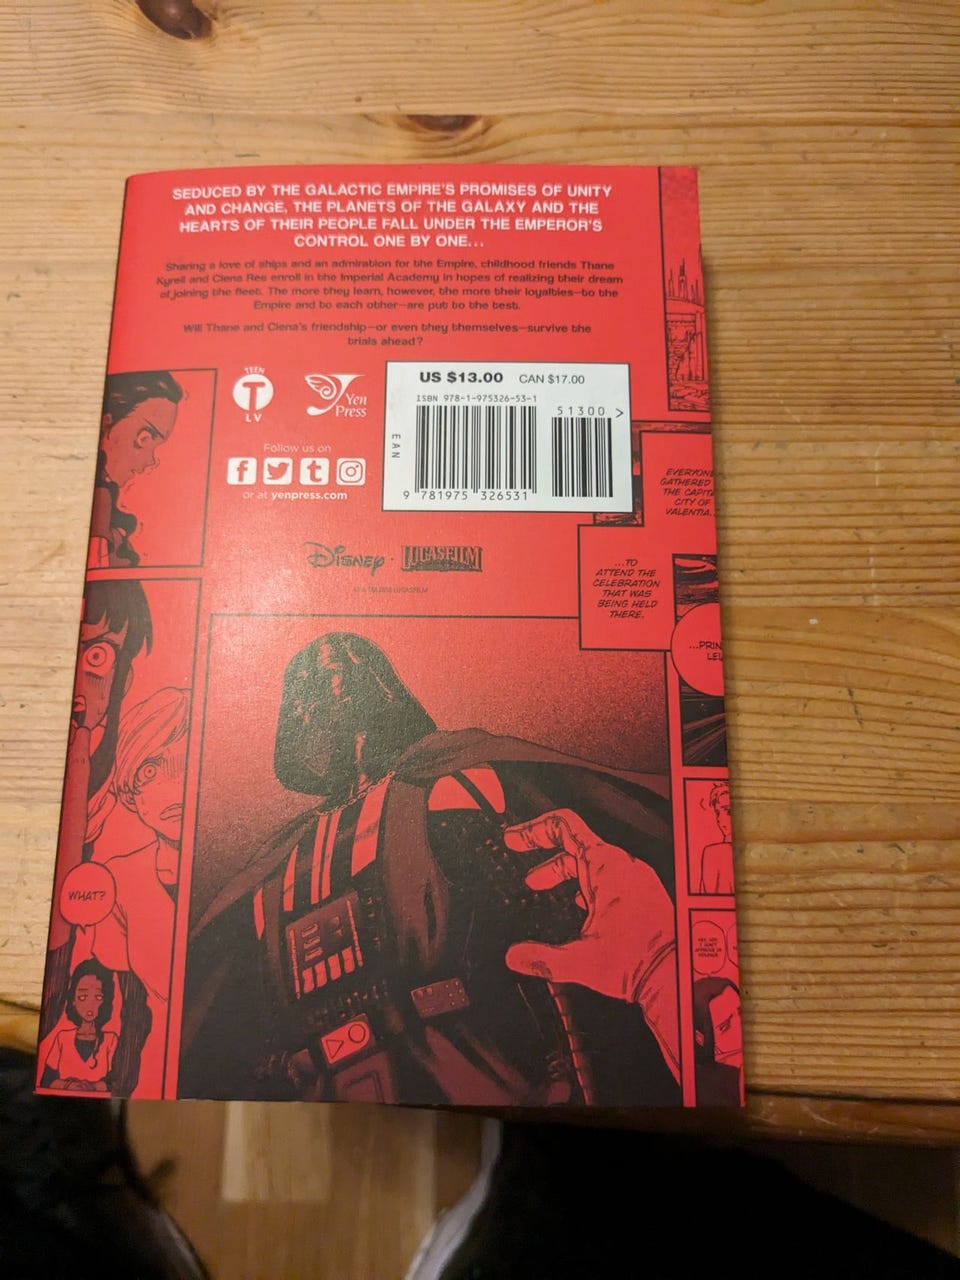 SEDUCED BY THE GALACTIC EMPIRE'S PROMISES OF UNITY
AND CHANGE, THE PLANETS OF THE GALAXY AND THE
HEARTS OF THEIR PEOPLE FALL UNDER THE EMPEROR'S
CONTROL ONE BY ONE...
Sharing a love of ships and an admiration for the Empire, childhood friends Thane
Kyrell and Ciena Ree enroll in the Imperial Academy in hopes of realizing their dream
of joining the fleet. The more they learn, however, the more their loyalties—to the
Empire and to each other—are put to the test.
Will Thane and Ciena's friendship—or even they themselves—survive the
trials ahead?
TEEN
T
LV
Yen
Press
Follow us on
f t
or at yenpress.com
US $13.00 CAN $17.00
ISBN 978-1-975326-53-1
51300 >
EAN
9 781975 326531
Disney · LUCASFILM
EVERYONE
GATHERED
THE CAPITA
CITY OF
VALENTIA.
...TO
ATTEND THE
CELEBRATION
THAT WAS
BEING HELD
THERE.
...PRIN
LEI
WHAT?